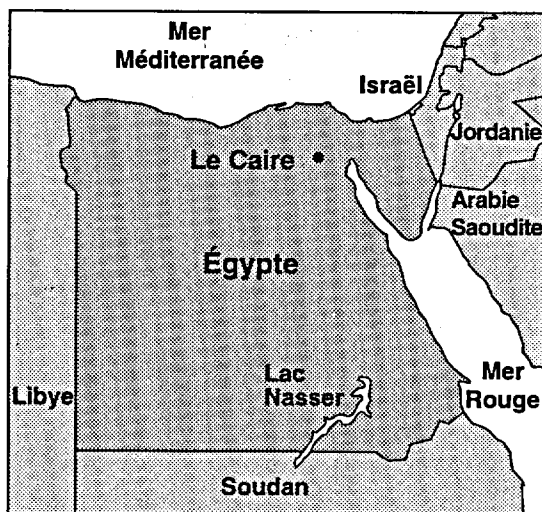 Mer
Méditerranée
Israël
Jordanie
Le Caire
Arabie
Saoudite
Égypte
Lac
Nasser
Libye
Mer
Rouge
Soudan